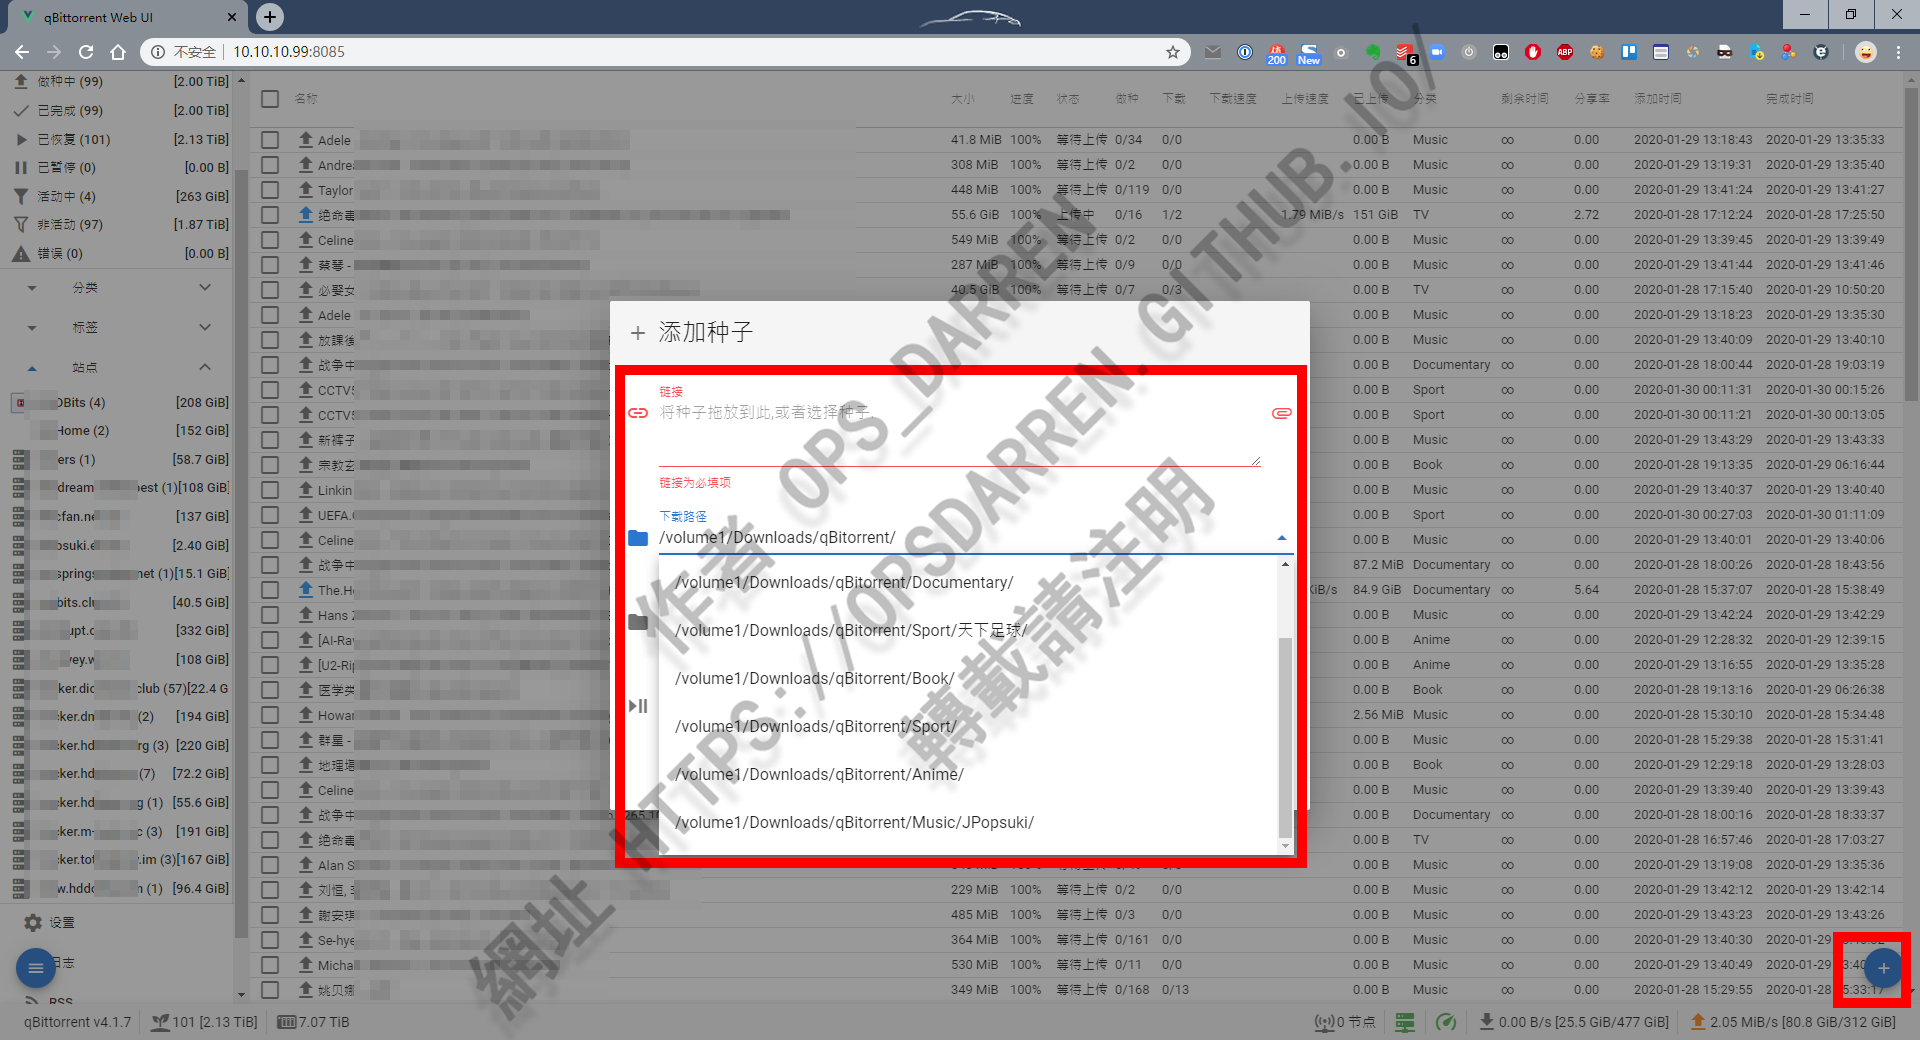 qBittorrent Web UI
不安全 10.10.10.99:8085
200 New 6
做种中 (99) [2.00 TiB]
已完成 (99) [2.00 TiB]
已恢复 (101) [2.13 TiB]
已暂停 (0) [0.00 B]
活动中 (4) [263 GiB]
非活动 (97) [1.87 TiB]
错误 (0) [0.00 B]
分类
标签
站点
(4) [208 GiB]
Home (2) [152 GiB]
(1) [58.7 GiB]
(1)[108 GiB]
[137 GiB]
[2.40 GiB]
[15.1 GiB]
[40.5 GiB]
[332 GiB]
[108 GiB]
(57)[22.4 G
(2) [194 GiB]
(3) [220 GiB]
(7) [72.2 GiB]
(1) [55.6 GiB]
(3) [191 GiB]
(3)[167 GiB]
(1) [96.4 GiB]
设置
日志
RSS
名称 大小 进度 状态 做种 下载 下载速度 上传速度 已上传 分类 剩余时间 分享率 添加时间 完成时间
Adele 41.8 MiB 100% 等待上传 0/34 0/0 0.00 B Music ∞ 0.00 2020-01-29 13:18:43 2020-01-29 13:35:33
Andrea 308 MiB 100% 等待上传 0/2 0/0 0.00 B Music ∞ 0.00 2020-01-29 13:19:31 2020-01-29 13:35:40
Taylor 448 MiB 100% 等待上传 0/119 0/0 0.00 B Music ∞ 0.00 2020-01-29 13:41:24 2020-01-29 13:41:27
绝命毒 55.6 GiB 100% 上传中 0/16 1/2 1.79 MiB/s 151 GiB TV ∞ 2.72 2020-01-28 17:12:24 2020-01-28 17:25:50
Celine 549 MiB 100% 等待上传 0/2 0/0 0.00 B Music ∞ 0.00 2020-01-29 13:39:45 2020-01-29 13:39:49
蔡琴 - 287 MiB 100% 等待上传 0/9 0/0 0.00 B Music ∞ 0.00 2020-01-29 13:41:44 2020-01-29 13:41:46
必娶女 40.5 GiB 100% 等待上传 0/7 0/3 0.00 B TV ∞ 0.00 2020-01-28 17:15:40 2020-01-29 10:50:20
Adele 0.00 B Music ∞ 0.00 2020-01-29 13:18:23 2020-01-29 13:35:30
放課後 0.00 B Music ∞ 0.00 2020-01-29 13:40:09 2020-01-29 13:40:10
战争中 0.00 B Documentary ∞ 0.00 2020-01-28 18:00:44 2020-01-28 19:03:19
CCTV5 0.00 B Sport ∞ 0.00 2020-01-30 00:11:31 2020-01-30 00:15:26
CCTV5 0.00 B Sport ∞ 0.00 2020-01-30 00:11:21 2020-01-30 00:13:05
新裤子 0.00 B Music ∞ 0.00 2020-01-29 13:43:29 2020-01-29 13:43:33
宗教玄 0.00 B Book ∞ 0.00 2020-01-28 19:13:35 2020-01-29 06:16:44
Linkin 0.00 B Music ∞ 0.00 2020-01-29 13:40:37 2020-01-29 13:40:40
UEFA. 0.00 B Sport ∞ 0.00 2020-01-30 00:27:03 2020-01-30 01:11:09
Celine 0.00 B Music ∞ 0.00 2020-01-29 13:40:01 2020-01-29 13:40:06
战争中 87.2 MiB Documentary ∞ 0.00 2020-01-28 18:00:26 2020-01-28 18:43:56
The.H KiB/s 84.9 GiB Documentary ∞ 5.64 2020-01-28 15:37:07 2020-01-28 15:38:49
Hans Z 0.00 B Music ∞ 0.00 2020-01-29 13:42:24 2020-01-29 13:42:29
[AI-Ra 0.00 B Anime ∞ 0.00 2020-01-29 12:28:32 2020-01-29 12:39:15
[U2-Rip 0.00 B Anime ∞ 0.00 2020-01-29 13:16:55 2020-01-29 13:35:28
医学类 0.00 B Book ∞ 0.00 2020-01-28 19:13:16 2020-01-29 06:26:38
Howar 2.56 MiB Music ∞ 0.00 2020-01-28 15:30:10 2020-01-28 15:34:48
群星 - 0.00 B Music ∞ 0.00 2020-01-28 15:29:38 2020-01-28 15:31:41
地理 0.00 B Book ∞ 0.00 2020-01-29 12:29:18 2020-01-29 13:28:03
Celine 0.00 B Music ∞ 0.00 2020-01-29 13:39:40 2020-01-29 13:39:43
战争中 0.00 B Documentary ∞ 0.00 2020-01-28 18:00:16 2020-01-28 18:33:37
绝命毒 0.00 B TV ∞ 0.00 2020-01-28 16:57:46 2020-01-28 17:03:27
Alan S 0.00 B Music ∞ 0.00 2020-01-29 13:19:08 2020-01-29 13:35:36
刘恒, 229 MiB 100% 等待上传 0/2 0/0 0.00 B Music ∞ 0.00 2020-01-29 13:42:12 2020-01-29 13:42:14
謝安琪 485 MiB 100% 等待上传 0/3 0/0 0.00 B Music ∞ 0.00 2020-01-29 13:43:23 2020-01-29 13:43:26
Se-hye 364 MiB 100% 等待上传 0/161 0/0 0.00 B Music ∞ 0.00 2020-01-29 13:40:30 2020-01-29
Micha 530 MiB 100% 等待上传 0/11 0/0 0.00 B Music ∞ 0.00 2020-01-29 13:40:49 2020-01-29
姚贝娜 349 MiB 100% 等待上传 0/168 0/13 0.00 B Music ∞ 0.00 2020-01-28 15:29:55 2020-01-28 15:33:17
添加种子
链接
将种子拖放到此,或者选择种子.
链接为必填项
下载路径
/volume1/Downloads/qBitorrent/
/volume1/Downloads/qBitorrent/Documentary/
/volume1/Downloads/qBitorrent/Sport/天下足球/
/volume1/Downloads/qBitorrent/Book/
/volume1/Downloads/qBitorrent/Sport/
/volume1/Downloads/qBitorrent/Anime/
/volume1/Downloads/qBitorrent/Music/JPopsuki/
作者 OPS_DARREN
網址 HTTPS://OPSDARREN.GITHUB.IO/
轉載請注明
qBittorrent v4.1.7 101 [2.13 TiB] 7.07 TiB 0 节点 0.00 B/s [25.5 GiB/477 GiB] 2.05 MiB/s [80.8 GiB/312 GiB]